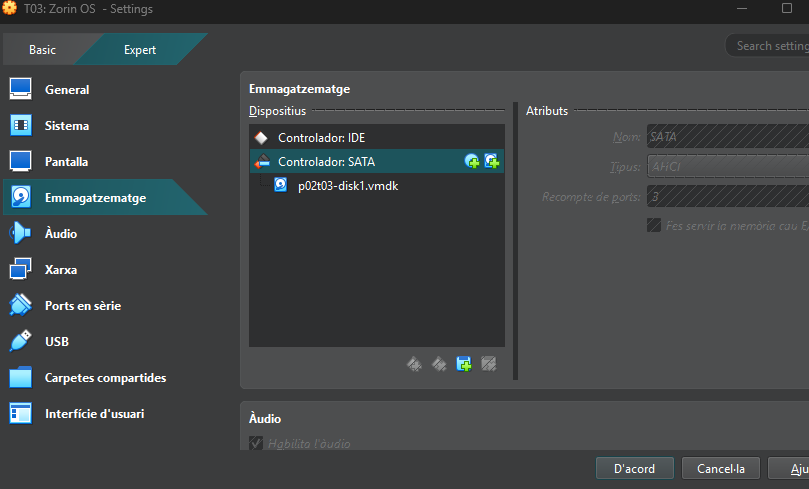 T03: Zorin OS - Settings
Basic
Expert
Search setting
General
Sistema
Pantalla
Emmagatzematge
Àudio
Xarxa
Ports en sèrie
USB
Carpetes compartides
Interfície d'usuari
Emmagatzematge
Dispositius
Controlador: IDE
Controlador: SATA
p02t03-disk1.vmdk
Atributs
Nom: SATA
Tipus: AHCI
Recompte de ports: 3
Fes servir la memòria cau
Àudio
Habilita l'àudio
D'acord
Cancel·la
Aju